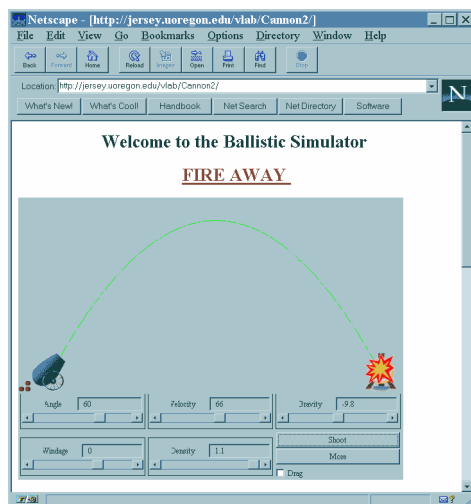 Netscape - [http://jersey.uoregon.edu/vlab/Cannon2/]
File Edit View Go Bookmarks Options Directory Window Help
Back Forward Home Reload Images Open Print Find Stop
Location: http://jersey.uoregon.edu/vlab/Cannon2/
N
What's New! What's Cool! Handbook Net Search Net Directory Software
Welcome to the Ballistic Simulator
FIRE AWAY
Angle 60 Velocity 66 Gravity -9.8
Windage 0 Density 1.1 Shoot
More
Drag